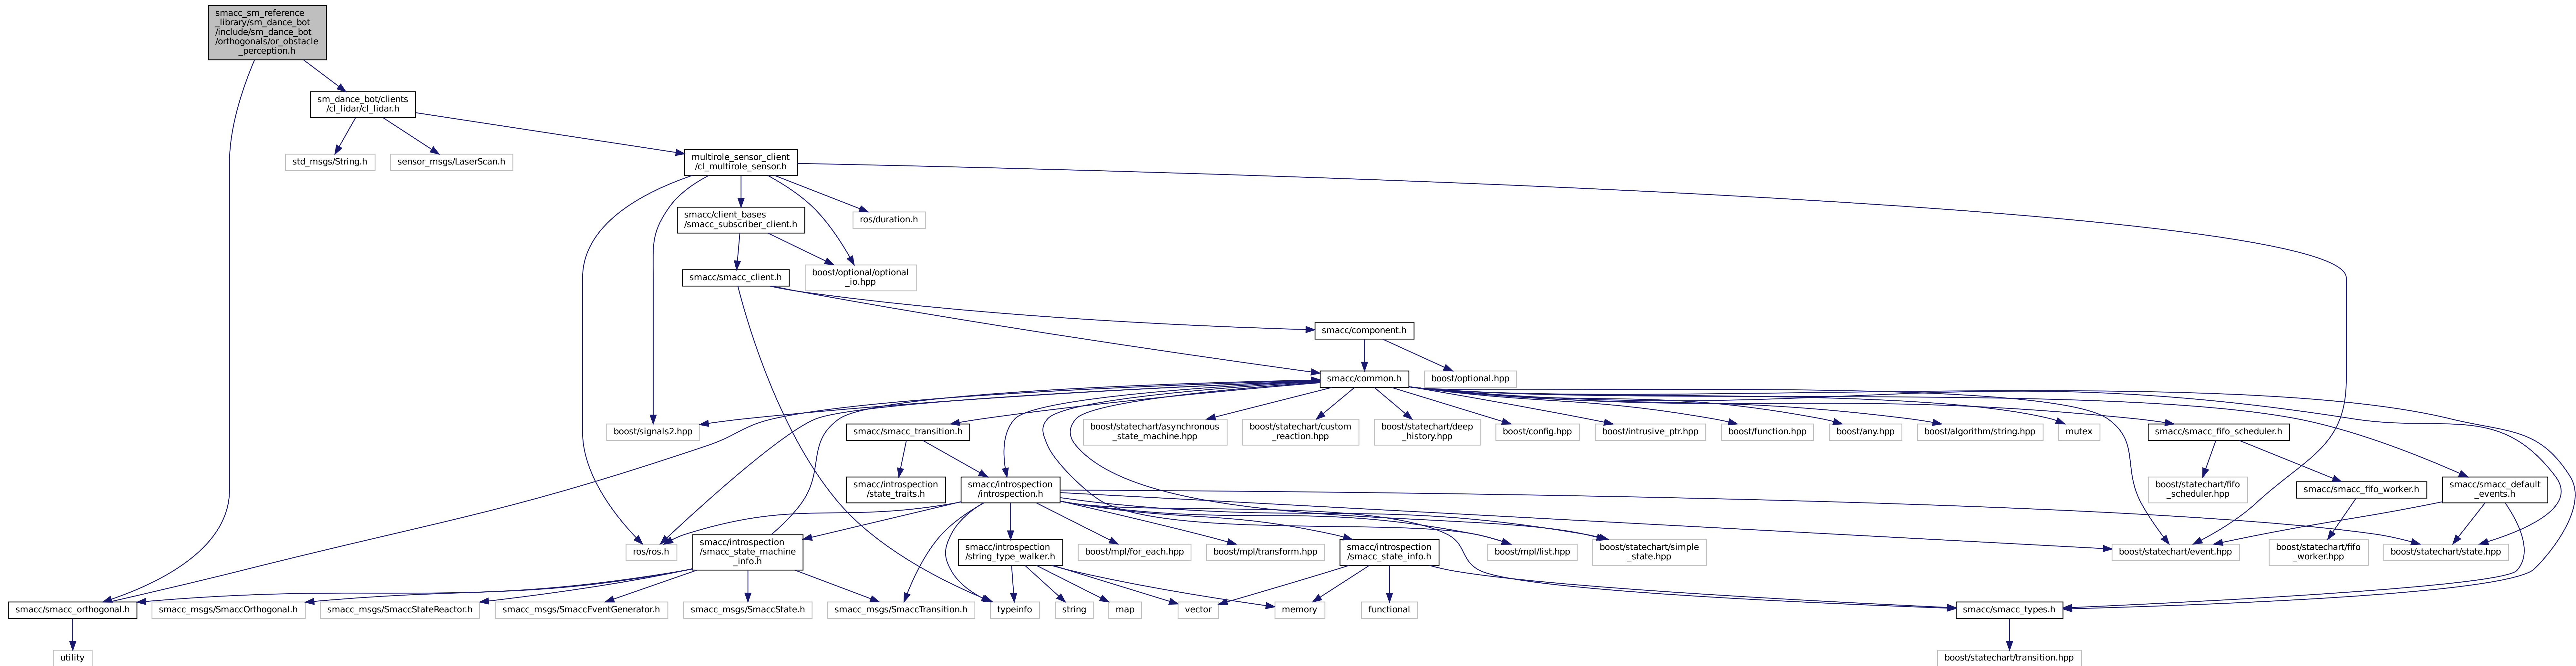 smacc_sm_reference
_library/sm_dance_bot
/include/sm_dance_bot
/orthogonals/or_obstacle
_perception.h
sm_dance_bot/clients
/cl_lidar/cl_lidar.h
std_msgs/String.h
sensor_msgs/LaserScan.h
multirole_sensor_client
/cl_multirole_sensor.h
smacc/client_bases
/smacc_subscriber_client.h
ros/duration.h
smacc/smacc_client.h
boost/optional/optional
_io.hpp
smacc/component.h
smacc/common.h
boost/optional.hpp
boost/signals2.hpp
smacc/smacc_transition.h
boost/statechart/asynchronous
_state_machine.hpp
boost/statechart/custom
_reaction.hpp
boost/statechart/deep
_history.hpp
boost/config.hpp
boost/intrusive_ptr.hpp
boost/function.hpp
boost/any.hpp
boost/algorithm/string.hpp
mutex
smacc/smacc_fifo_scheduler.h
smacc/introspection
/state_traits.h
smacc/introspection
/introspection.h
boost/statechart/fifo
_scheduler.hpp
smacc/smacc_fifo_worker.h
smacc/smacc_default
_events.h
ros/ros.h
smacc/introspection
/smacc_state_machine
_info.h
smacc/introspection
/string_type_walker.h
boost/mpl/for_each.hpp
boost/mpl/transform.hpp
smacc/introspection
/smacc_state_info.h
boost/mpl/list.hpp
boost/statechart/simple
_state.hpp
boost/statechart/event.hpp
boost/statechart/fifo
_worker.hpp
boost/statechart/state.hpp
smacc/smacc_orthogonal.h
smacc_msgs/SmaccOrthogonal.h
smacc_msgs/SmaccStateReactor.h
smacc_msgs/SmaccEventGenerator.h
smacc_msgs/SmaccState.h
smacc_msgs/SmaccTransition.h
typeinfo
string
map
vector
memory
functional
smacc/smacc_types.h
utility
boost/statechart/transition.hpp